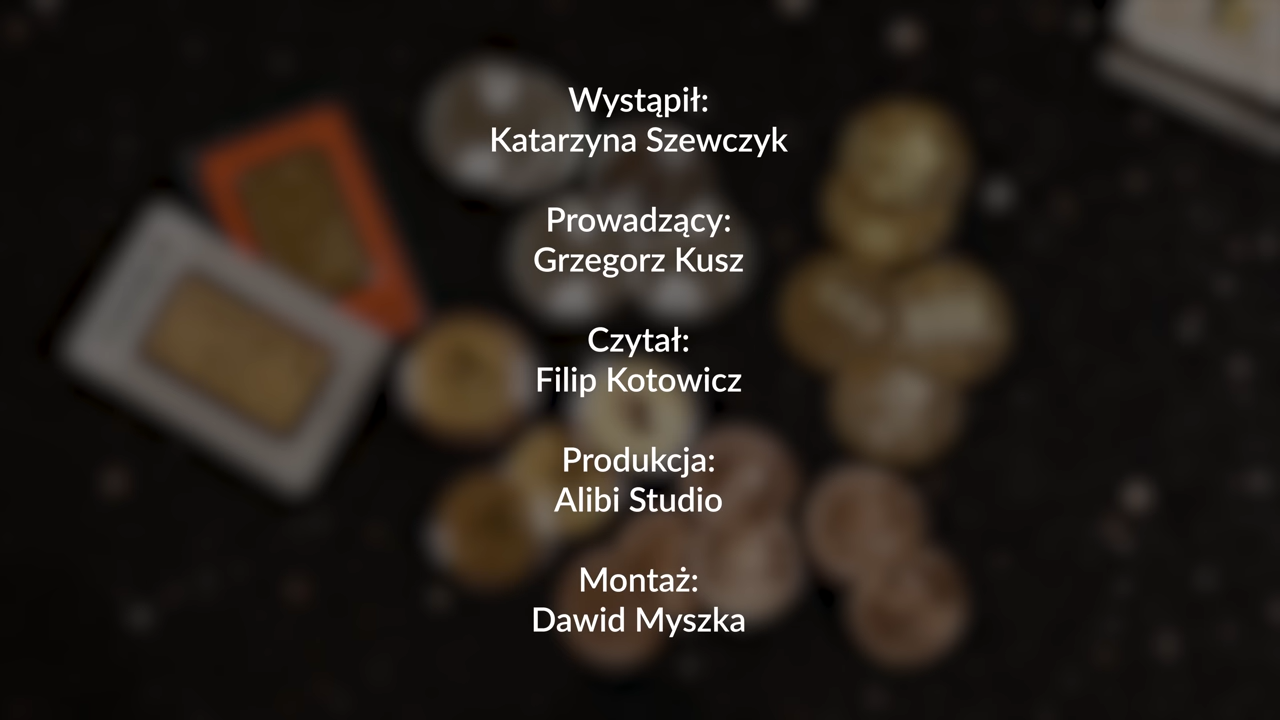 Wystąpił:
Katarzyna Szewczyk
Prowadzący:
Grzegorz Kusz
Czytał:
Filip Kotowicz
Produkcja:
Alibi Studio
Montaż:
Dawid Myszka